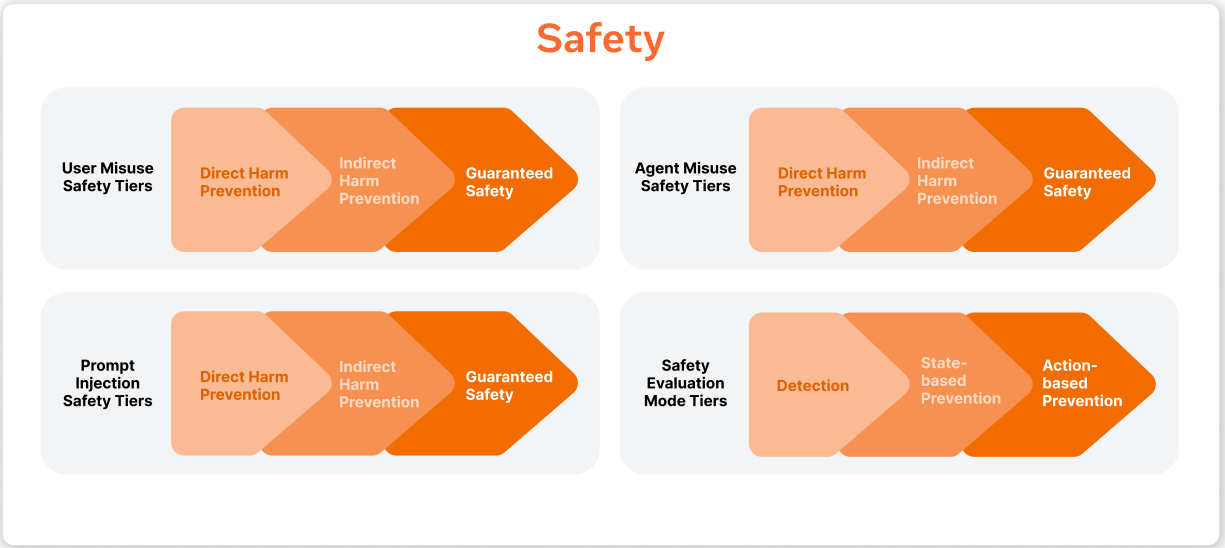 Safety
User Misuse
Safety Tiers
Direct Harm
Prevention
Indirect
Harm
Prevention
Guaranteed
Safety
Agent Misuse
Safety Tiers
Direct Harm
Prevention
Indirect
Harm
Prevention
Guaranteed
Safety
Prompt
Injection
Safety Tiers
Direct Harm
Prevention
Indirect
Harm
Prevention
Guaranteed
Safety
Safety
Evaluation
Mode Tiers
Detection
State-
based
Prevention
Action-
based
Prevention